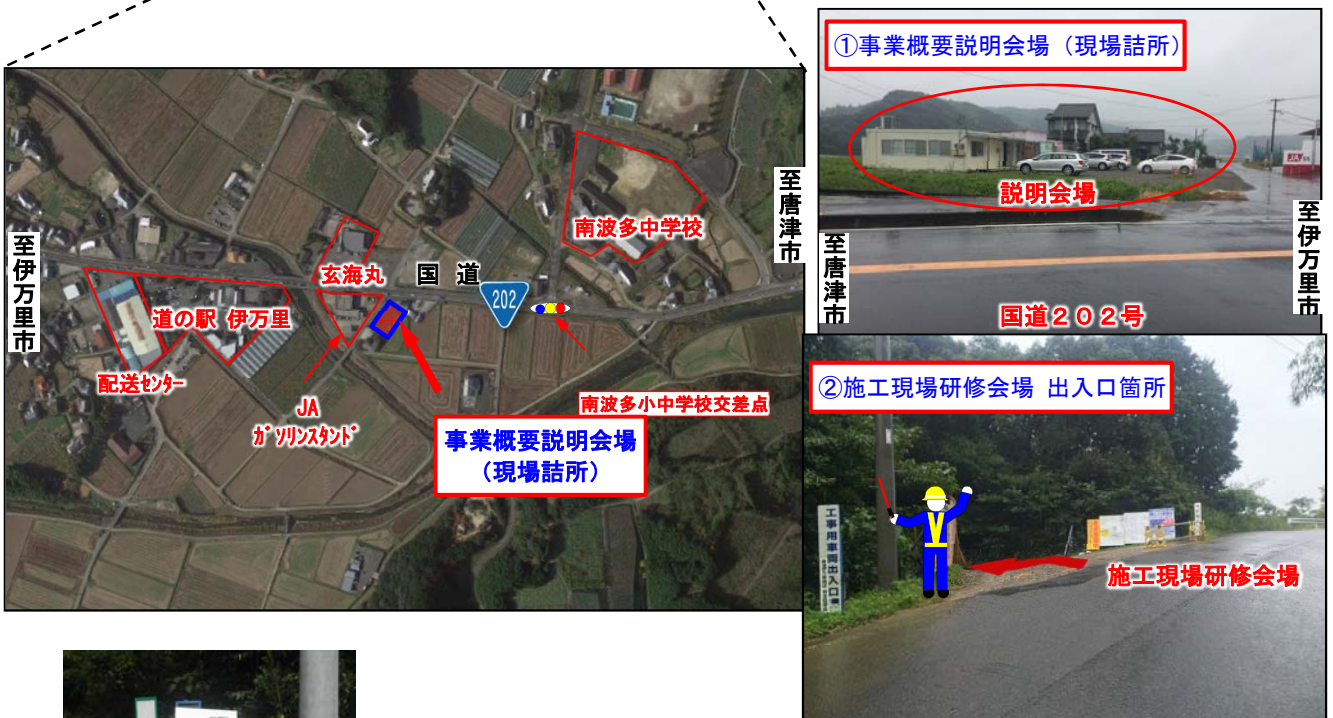 至伊万里市
道の駅 伊万里
配送センター
玄海丸
国 道
202
JA
ガソリンスタンド
南波多中学校
至唐津市
南波多小中学校交差点
事業概要説明会場
（現場詰所）
①事業概要説明会場（現場詰所）
説明会場
JA
SS
至唐津市
至伊万里市
国道２０２号
②施工現場研修会場 出入口箇所
工事用車両出入口
施工現場研修会場